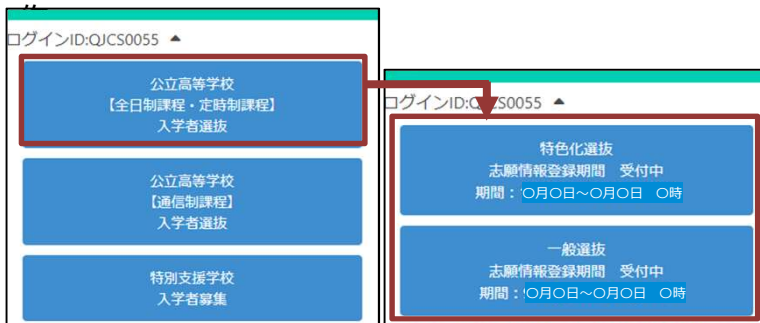 ログインID:QJCS0055 ▲
公立高等学校
【全日制課程・定時制課程】
入学者選抜
公立高等学校
【通信制課程】
入学者選抜
特別支援学校
入学者募集
ログインID:Q S0055 ▲
特色化選抜
志願情報登録期間 受付中
期間：〇月〇日～〇月〇日 〇時
一般選抜
志願情報登録期間 受付中
期間：〇月〇日～〇月〇日 〇時